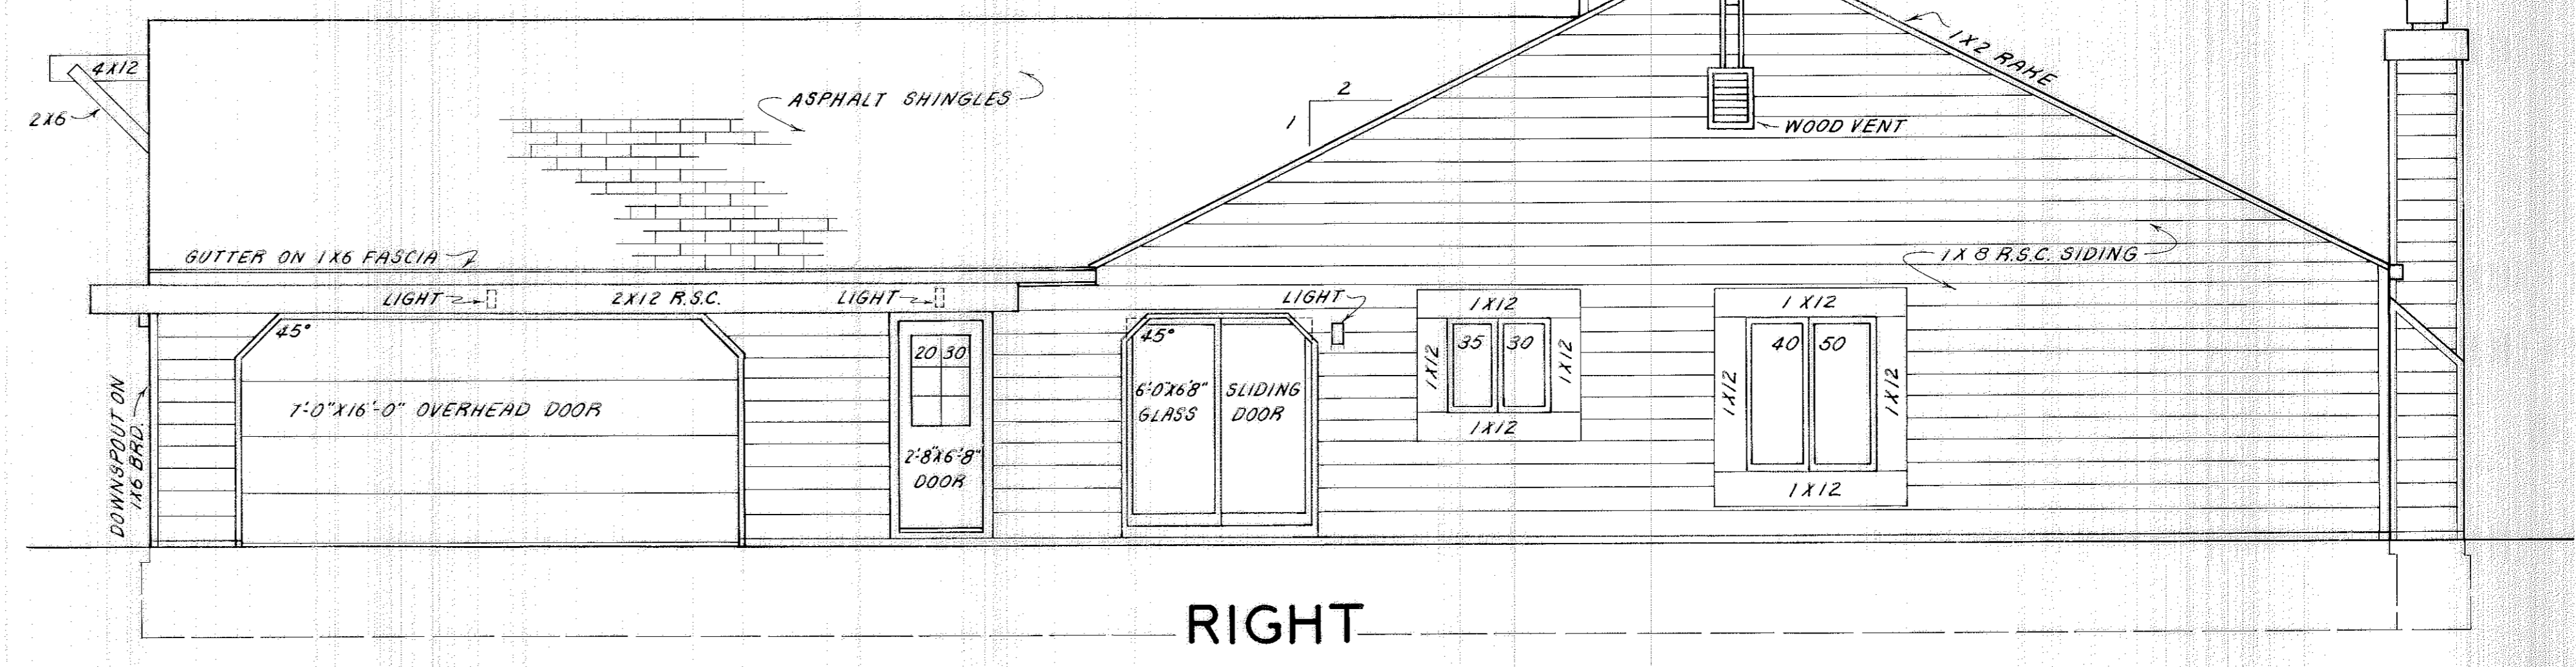 4X12
2X6
ASPHALT SHINGLES
2
1
1X2 RAKE
WOOD VENT
GUTTER ON 1X6 FASCIA
1X8 R.S.C. SIDING
LIGHT
2X12 R.S.C.
LIGHT
LIGHT
1X12
1X12
45°
45°
20 30
35 30
40 50
1X12
1X12
1X12
1X12
DOWNSPOUT ON
1X6 BRD.
7'-0"X16'-0" OVERHEAD DOOR
6'-0"X6'8" SLIDING
GLASS DOOR
1X12
2'-8"X6'-8"
DOOR
1X12
RIGHT